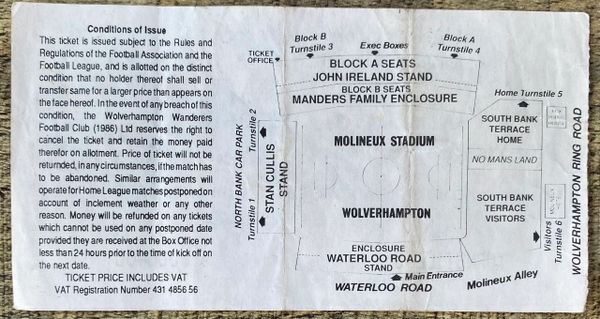 Conditions of Issue
This ticket is issued subject to the Rules and
Regulations of the Football Association and the
Football League, and is allotted on the distinct
condition that no holder thereof shall sell or
transfer same for a larger price than appears on
the face hereof. In the event of any breach of this
condition, the Wolverhampton Wanderers
Football Club (1986) Ltd reserves the right to
cancel the ticket and retain the money paid
therefor on allotment. Price of ticket will not be
returnded, in any circumstances, if the match has
to be abandoned. Similar arrangements will
operate for Home League matches postponed on
account of inclement weather or any other
reason. Money will be refunded on any tickets
which cannot be used on any postponed date
provided they are received at the Box Office not
less than 24 hours prior to the time of kick off on
the next date.
TICKET PRICE INCLUDES VAT
VAT Registration Number 431 4856 56
TICKET
OFFICE
Block B
Turnstile 3
Exec Boxes
Block A
Turnstile 4
BLOCK A SEATS
JOHN IRELAND STAND
BLOCK B SEATS
MANDERS FAMILY ENCLOSURE
NORTH BANK CAR PARK
Turnstile 1
Turnstile 2
STAN CULLIS
STAND
MOLINEUX STADIUM
WOLVERHAMPTON
Home Turnstile 5
SOUTH BANK
TERRACE
HOME
NO MANS LAND
SOUTH BANK
TERRACE
VISITORS
Visitors
Turnstile 6
WOLVERHAMPTON RING ROAD
ENCLOSURE
WATERLOO ROAD
STAND
Main Entrance
WATERLOO ROAD
Molineux Alley